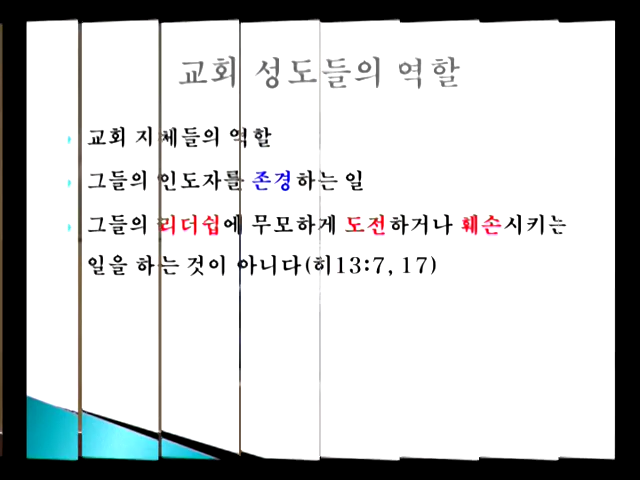 교회 성도들의 역할
교회 지체들의 역할
그들의 인도자를 존경하는 일
그들의 리더쉽에 무모하게 도전하거나 훼손시키는
일을 하는 것이 아니다(히13:7, 17)